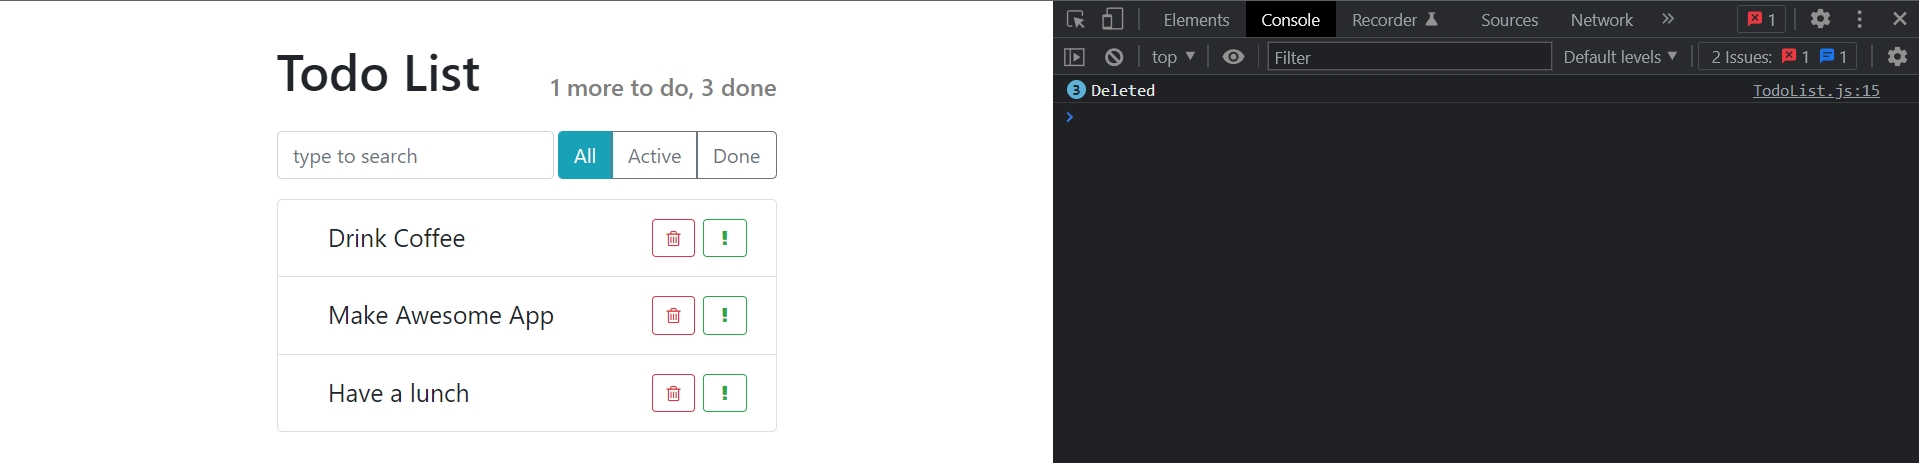 Todo List
1 more to do, 3 done
type to search
All Active Done
Drink Coffee !
Make Awesome App !
Have a lunch !
Elements Console Recorder Sources Network » 1
top ▼ Filter Default levels ▼ 2 Issues: 1 1
3 Deleted TodoList.js:15
>